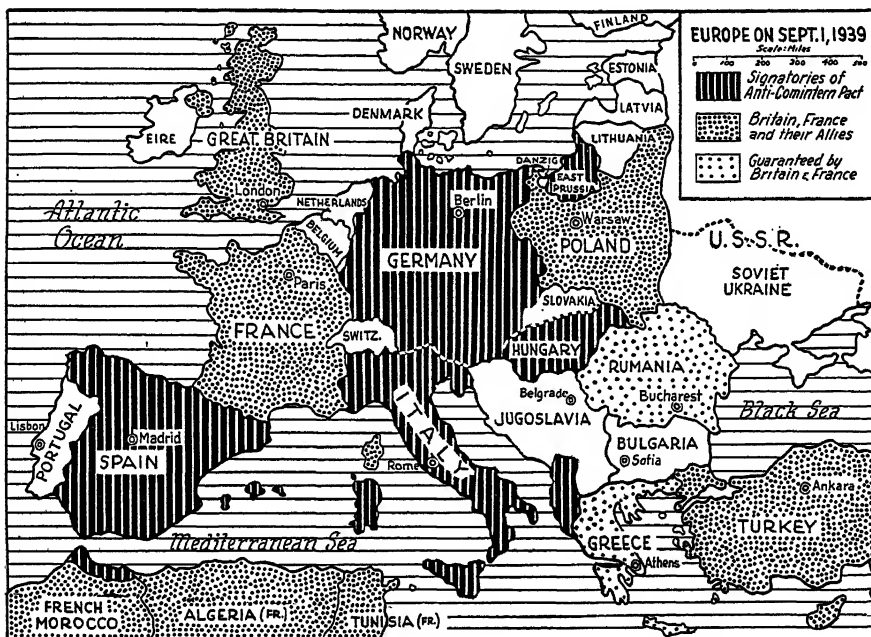 EUROPE ON SEPT. 1, 1939
Scale: Miles
0 100 200 300 400 500
Signatories of
Anti-Comintern Pact
Britain, France
and their Allies
Guaranteed by
Britain & France
NORWAY
SWEDEN
FINLAND
ESTONIA
LATVIA
LITHUANIA
DENMARK
EIRE
GREAT BRITAIN
London
NETHERLANDS
BELGIUM
DANZIG
EAST
PRUSSIA
Berlin
Warsaw
POLAND
GERMANY
Atlantic
Ocean
U.S.S.R.
SOVIET
UKRAINE
Paris
FRANCE
SWITZ.
SLOVAKIA
HUNGARY
RUMANIA
Bucharest
Belgrade
JUGOSLAVIA
Black Sea
BULGARIA
Sofia
ITALY
Rome
Lisbon
PORTUGAL
Madrid
SPAIN
Mediterranean Sea
GREECE
Athens
Ankara
TURKEY
FRENCH
MOROCCO
ALGERIA (FR.)
TUNISIA (FR.)